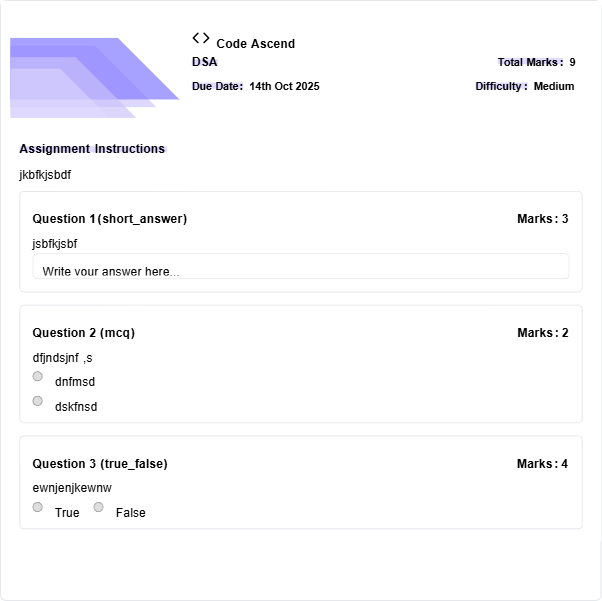 <> Code Ascend
DSA Total Marks: 9
Due Date: 14th Oct 2025 Difficulty: Medium
Assignment Instructions
jkbfkjsbdf
Question 1(short_answer) Marks: 3
jsbfkjsbf
Write your answer here...
Question 2 (mcq) Marks: 2
dfjndsjnf ,s
dnfmsd
dskfnsd
Question 3 (true_false) Marks: 4
ewnjenjkewnw
True False